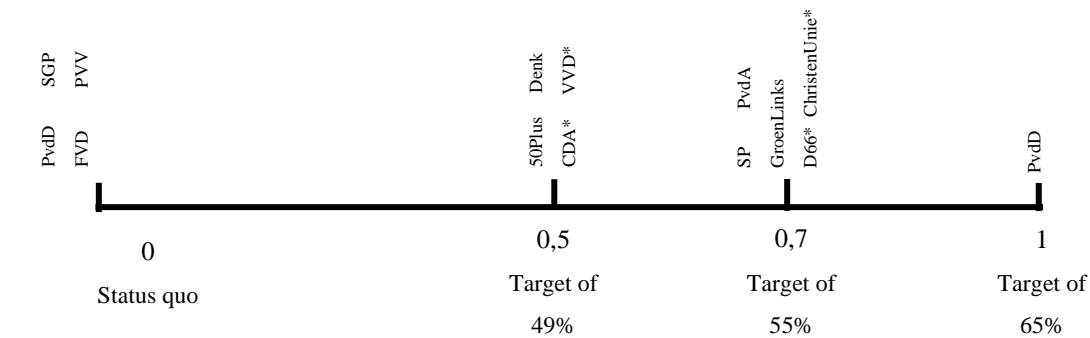 PvdD SGP
FVD PVV
50Plus Denk
CDA* VVD*
SP PvdA
GroenLinks
D66* ChristenUnie*
PvdD
0
Status quo
0,5
Target of
49%
0,7
Target of
55%
1
Target of
65%